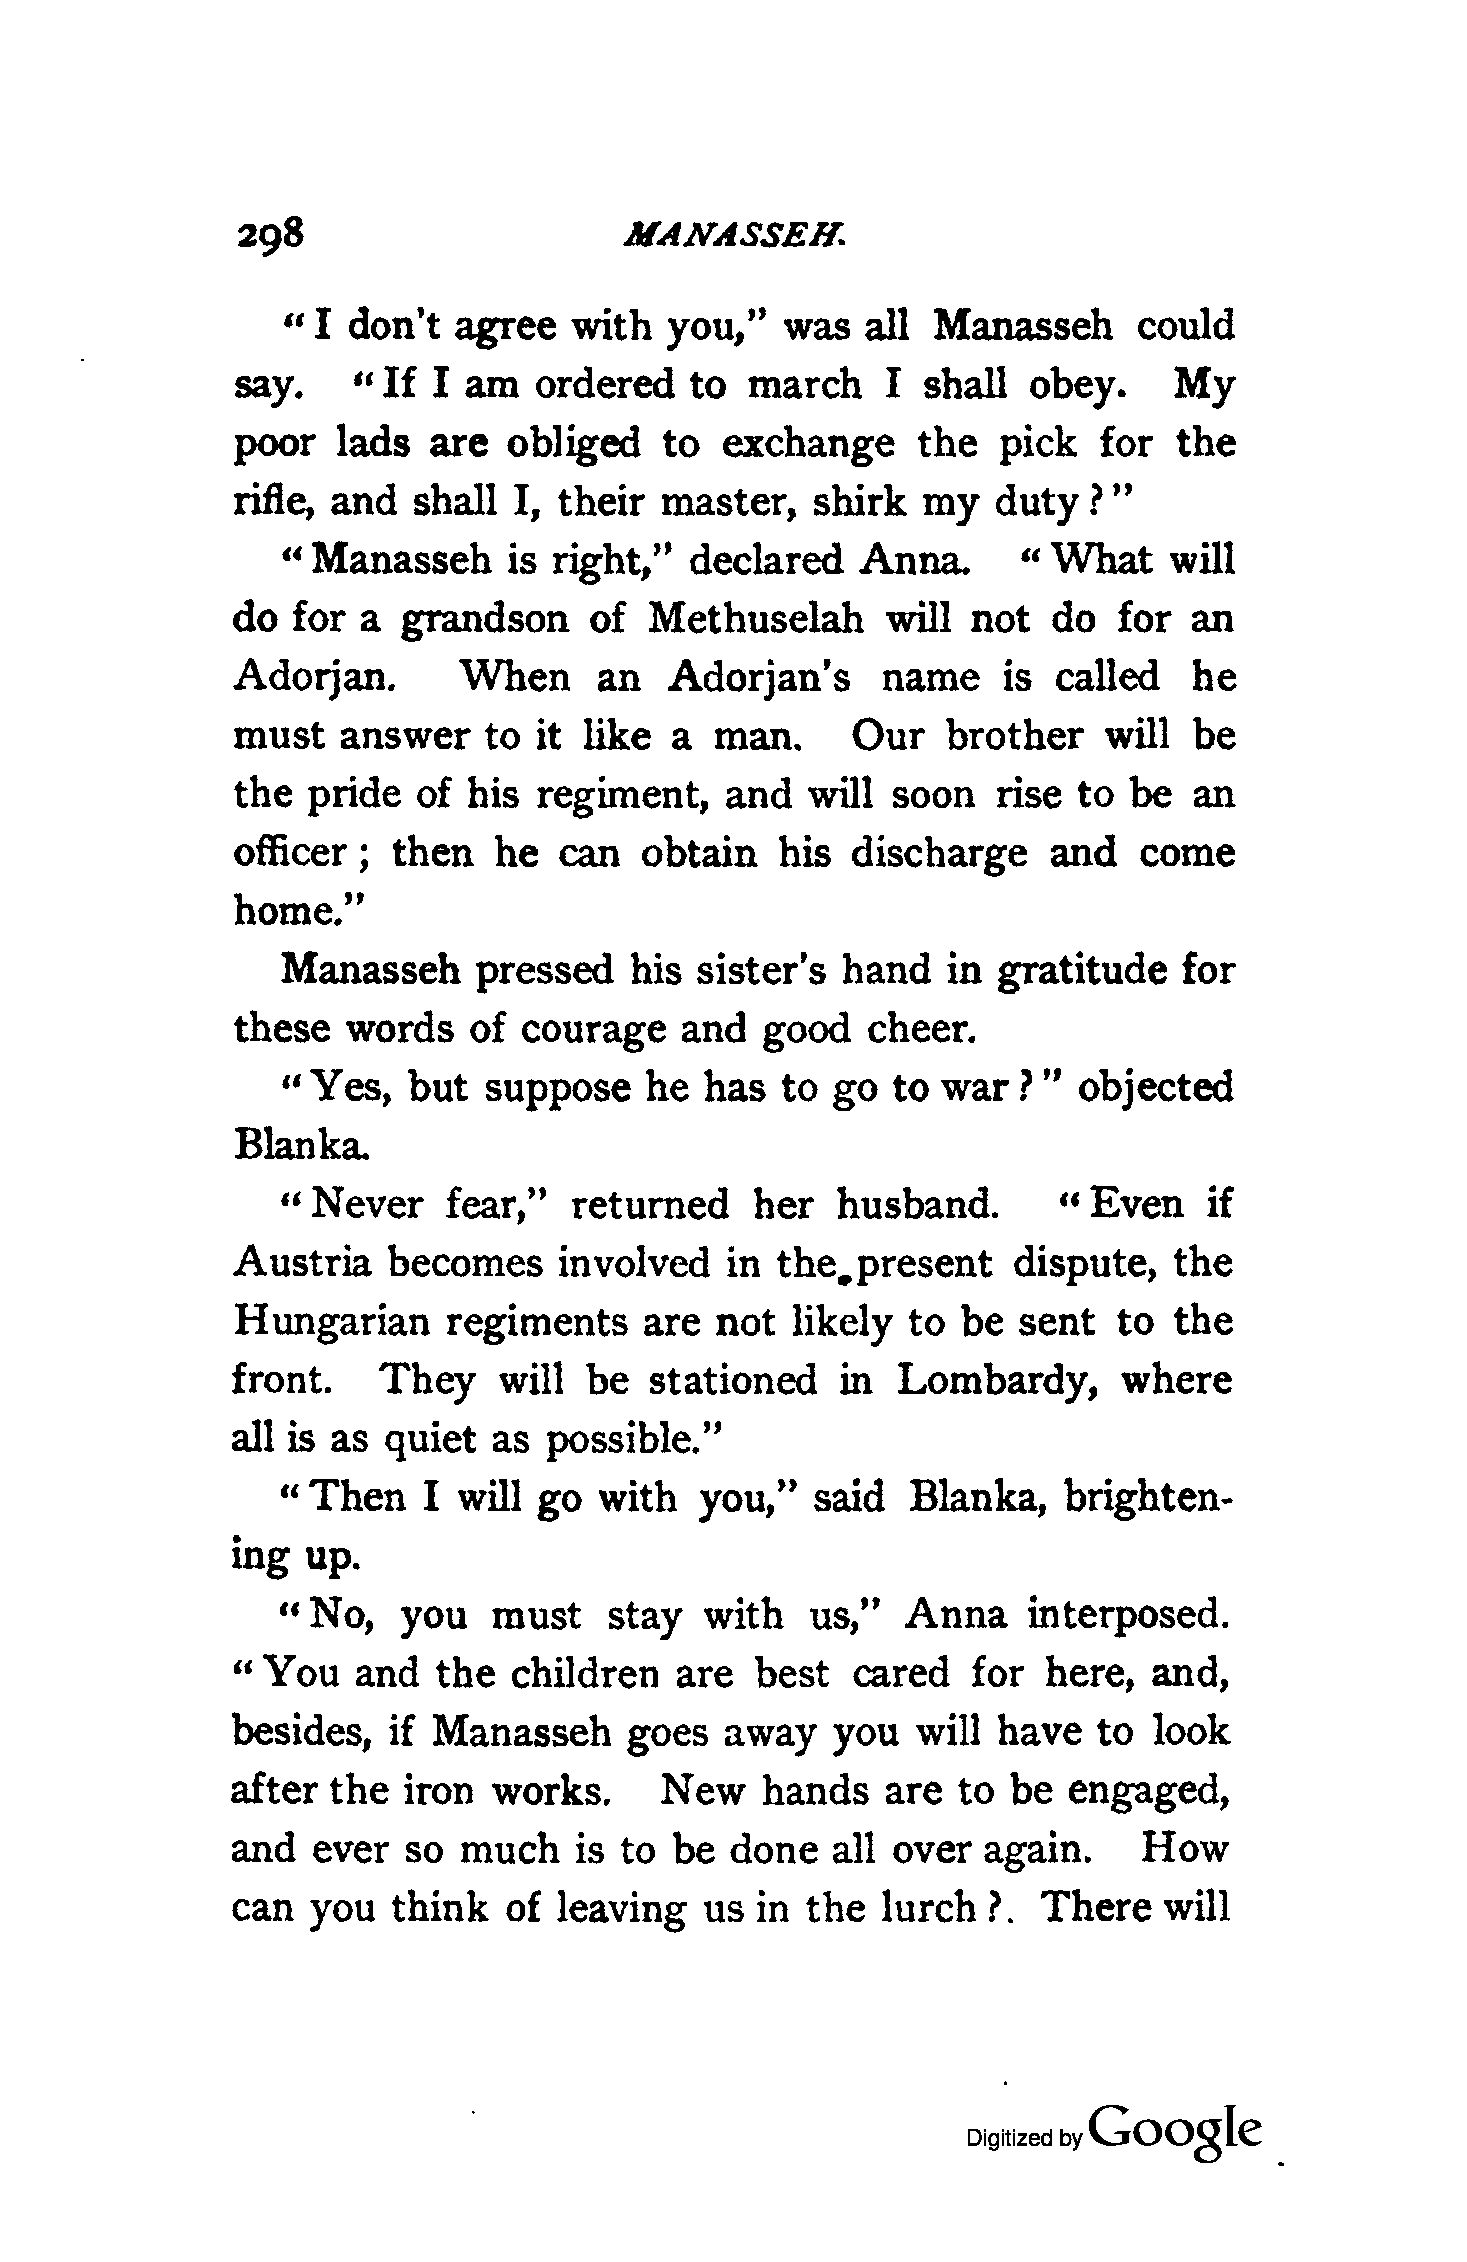 298 MANASSEH.
"I don't agree with you," was all Manasseh could
say. "If I am ordered to march I shall obey. My
poor lads are obliged to exchange the pick for the
rifle, and shall I, their master, shirk my duty?"
"Manasseh is right," declared Anna. "What will
do for a grandson of Methuselah will not do for an
Adorjan. When an Adorjan's name is called he
must answer to it like a man. Our brother will be
the pride of his regiment, and will soon rise to be an
officer; then he can obtain his discharge and come
home."
Manasseh pressed his sister's hand in gratitude for
these words of courage and good cheer.
"Yes, but suppose he has to go to war?" objected
Blanka.
"Never fear," returned her husband. "Even if
Austria becomes involved in the present dispute, the
Hungarian regiments are not likely to be sent to the
front. They will be stationed in Lombardy, where
all is as quiet as possible."
"Then I will go with you," said Blanka, brighten-
ing up.
"No, you must stay with us," Anna interposed.
"You and the children are best cared for here, and,
besides, if Manasseh goes away you will have to look
after the iron works. New hands are to be engaged,
and ever so much is to be done all over again. How
can you think of leaving us in the lurch?. There will
Digitized by Google